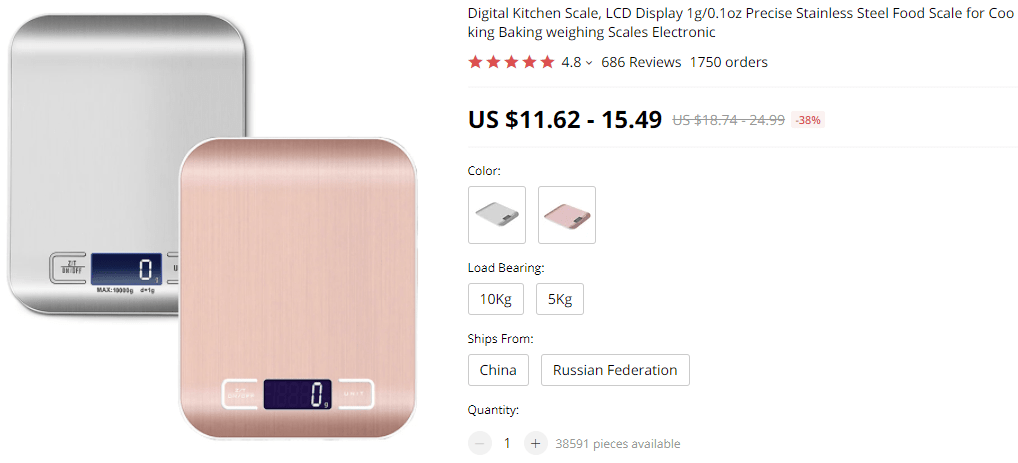 Digital Kitchen Scale, LCD Display 1g/0.1oz Precise Stainless Steel Food Scale for Coo
king Baking weighing Scales Electronic
4.8 686 Reviews 1750 orders
US $11.62 - 15.49 US $18.74 - 24.99 -38%
Color:
Load Bearing:
10Kg 5Kg
Ships From:
China Russian Federation
Quantity:
1 + 38591 pieces available
Z/T
ON/OFF
0
U
MAX:10000g d=1g
0 g
UNIT